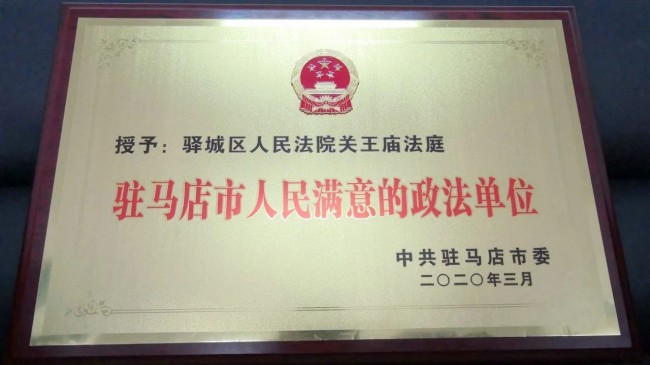 授予：驿城区人民法院关王庙法庭
驻马店市人民满意的政法单位
中共驻马店市委
二〇二〇年三月